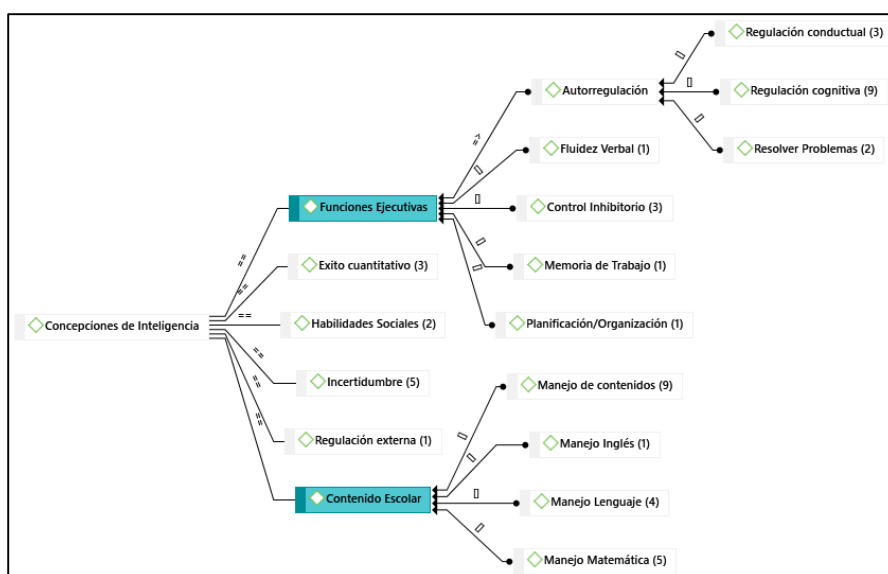 Regulación conductual (3)
Autorregulación
Regulación cognitiva (9)
Fluidez Verbal (1)
Resolver Problemas (2)
Funciones Ejecutivas
Control Inhibitorio (3)
Exito cuantitativo (3)
Memoria de Trabajo (1)
Concepciones de Inteligencia
Habilidades Sociales (2)
Planificación/Organización (1)
Incertidumbre (5)
Manejo de contenidos (9)
Regulación externa (1)
Manejo Inglés (1)
Contenido Escolar
Manejo Lenguaje (4)
Manejo Matemática (5)
[]
[]
[]
=^
[]
[]
[]
[]
==
==
==
==
==
==
[]
[]
[]
[]